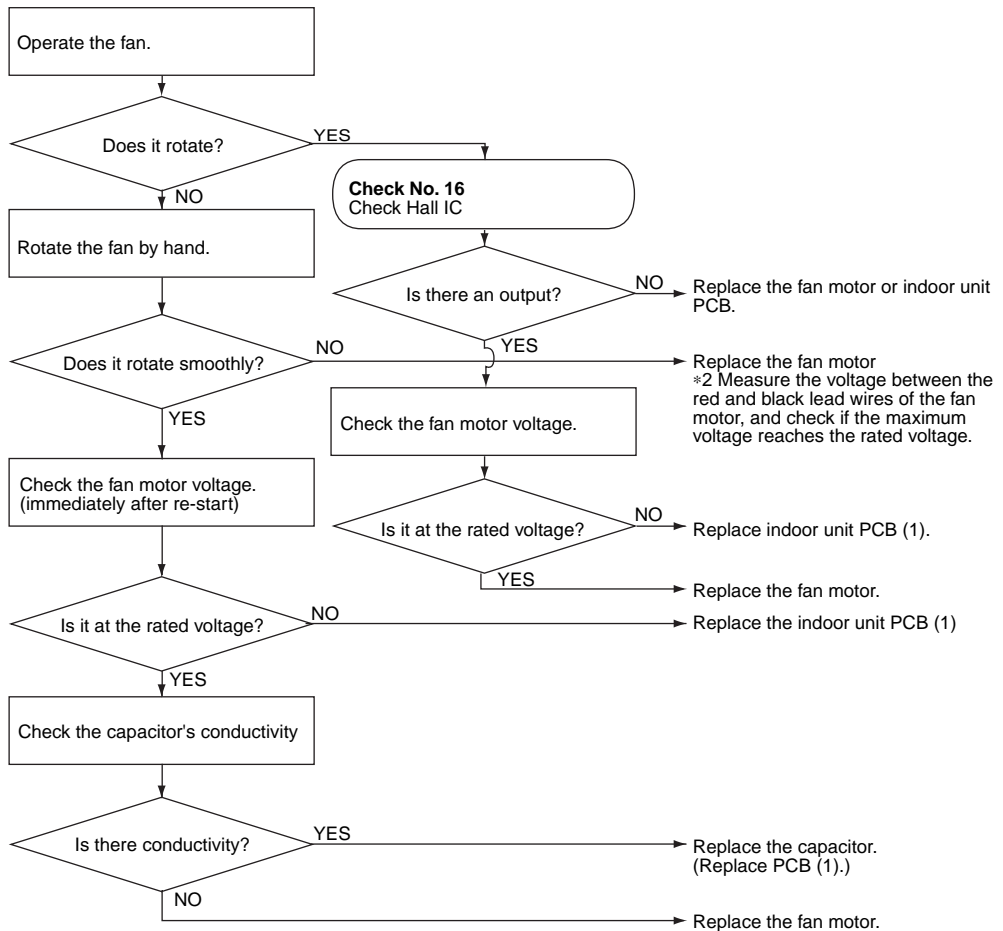 Operate the fan.
Does it rotate?
YES
NO
Check No. 16
Check Hall IC
Rotate the fan by hand.
Is there an output?
NO
Replace the fan motor or indoor unit
PCB.
YES
Does it rotate smoothly?
NO
Replace the fan motor
*2 Measure the voltage between the
red and black lead wires of the fan
motor, and check if the maximum
voltage reaches the rated voltage.
YES
Check the fan motor voltage.
Check the fan motor voltage.
(immediately after re-start)
Is it at the rated voltage?
NO
Replace indoor unit PCB (1).
YES
Replace the fan motor.
Is it at the rated voltage?
NO
Replace the indoor unit PCB (1)
YES
Check the capacitor's conductivity
Is there conductivity?
YES
Replace the capacitor.
(Replace PCB (1).)
NO
Replace the fan motor.